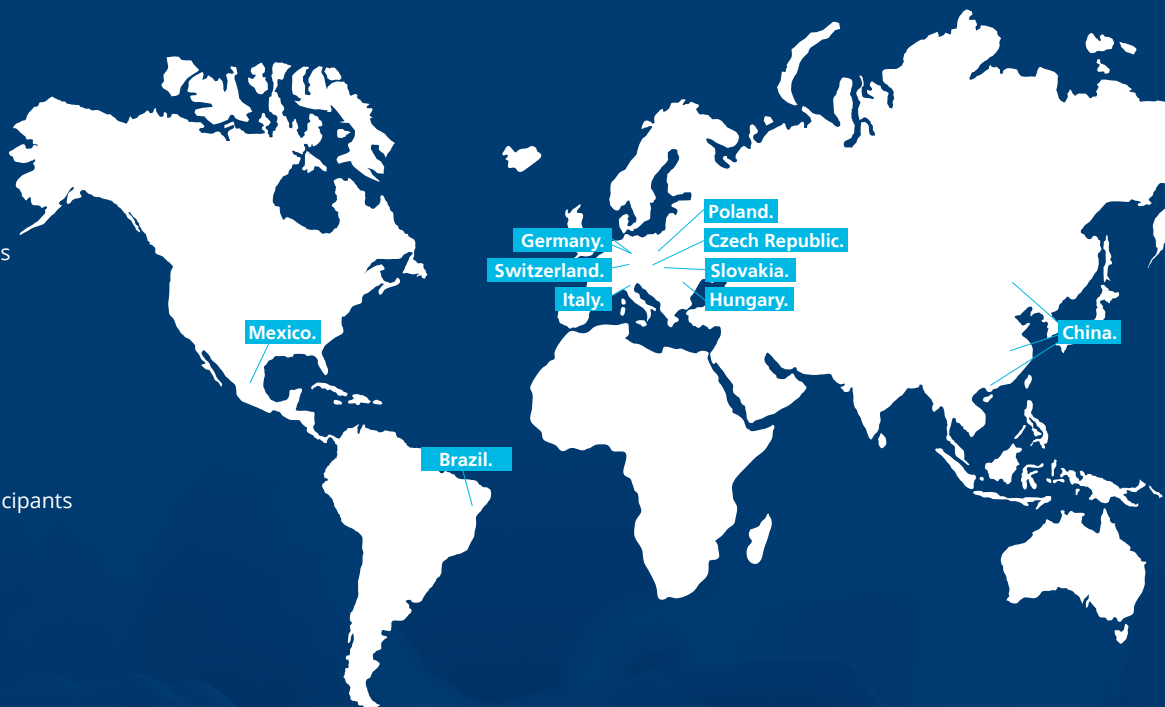 s
cipants
Poland.
Germany.
Czech Republic.
Switzerland.
Slovakia.
Italy.
Hungary.
Mexico.
China.
Brazil.